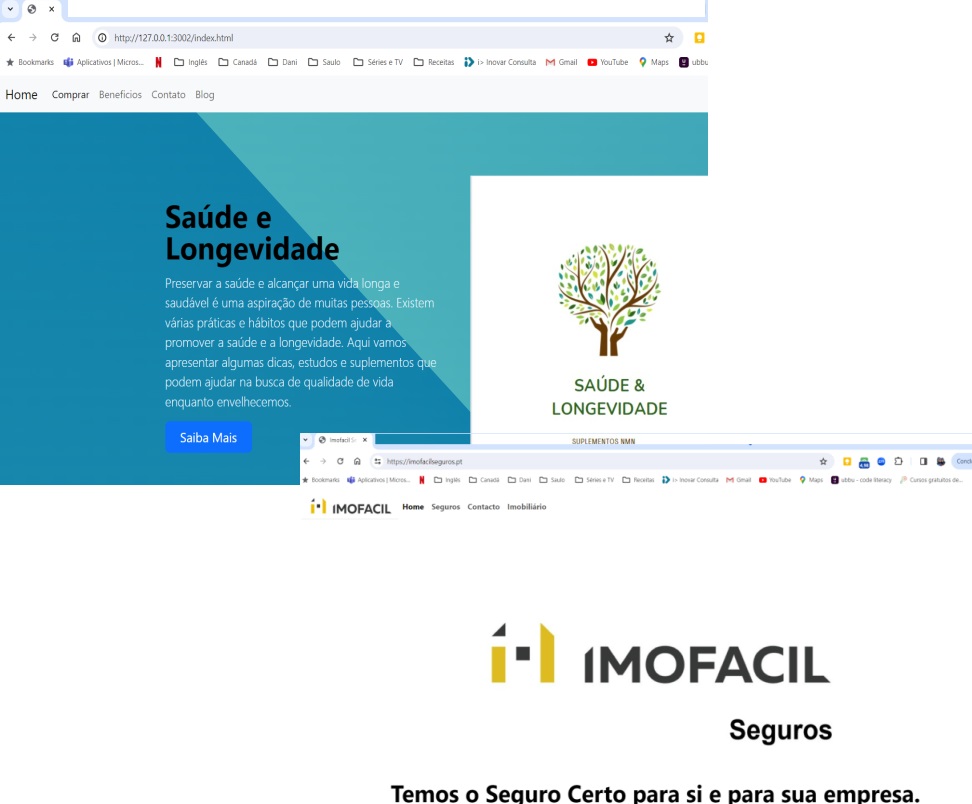 http://127.0.0.1:3002/index.html
Bookmarks Aplicativos | Micros... Inglês Canadá Dani Saulo Séries e TV Receitas i> Inovar Consulta Gmail YouTube Maps ubbu
Home Comprar Beneficios Contato Blog
Saúde e
Longevidade
Preservar a saúde e alcançar uma vida longa e
saudável é uma aspiração de muitas pessoas. Existem
várias práticas e hábitos que podem ajudar a
promover a saúde e a longevidade. Aqui vamos
apresentar algumas dicas, estudos e suplementos que
podem ajudar na busca de qualidade de vida
enquanto envelhecemos.
Saiba Mais
SAÚDE &
LONGEVIDADE
SUPLEMENTOS NMN
Imofacil Se
https://imofacilseguros.pt
Bookmarks Aplicativos | Micros... Inglês Canadá Dani Saulo Séries e TV Receitas i> Inovar Consulta Gmail YouTube Maps ubbu - code literacy Cursos gratuitos de...
IMOFACIL Home Seguros Contacto Imobiliário
IMOFACIL
Seguros
Temos o Seguro Certo para si e para sua empresa.